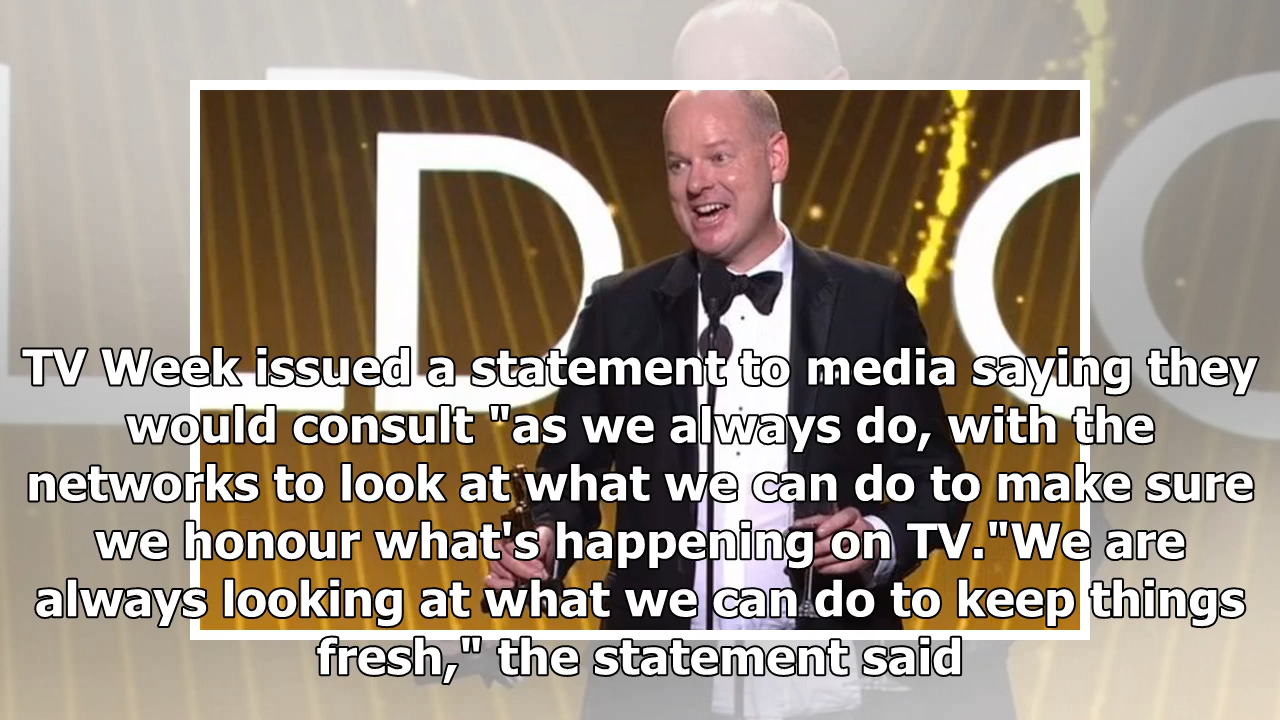 L D O
TV Week issued a statement to media saying they
would consult "as we always do, with the
networks to look at what we can do to make sure
we honour what's happening on TV."We are
always looking at what we can do to keep things
fresh," the statement said